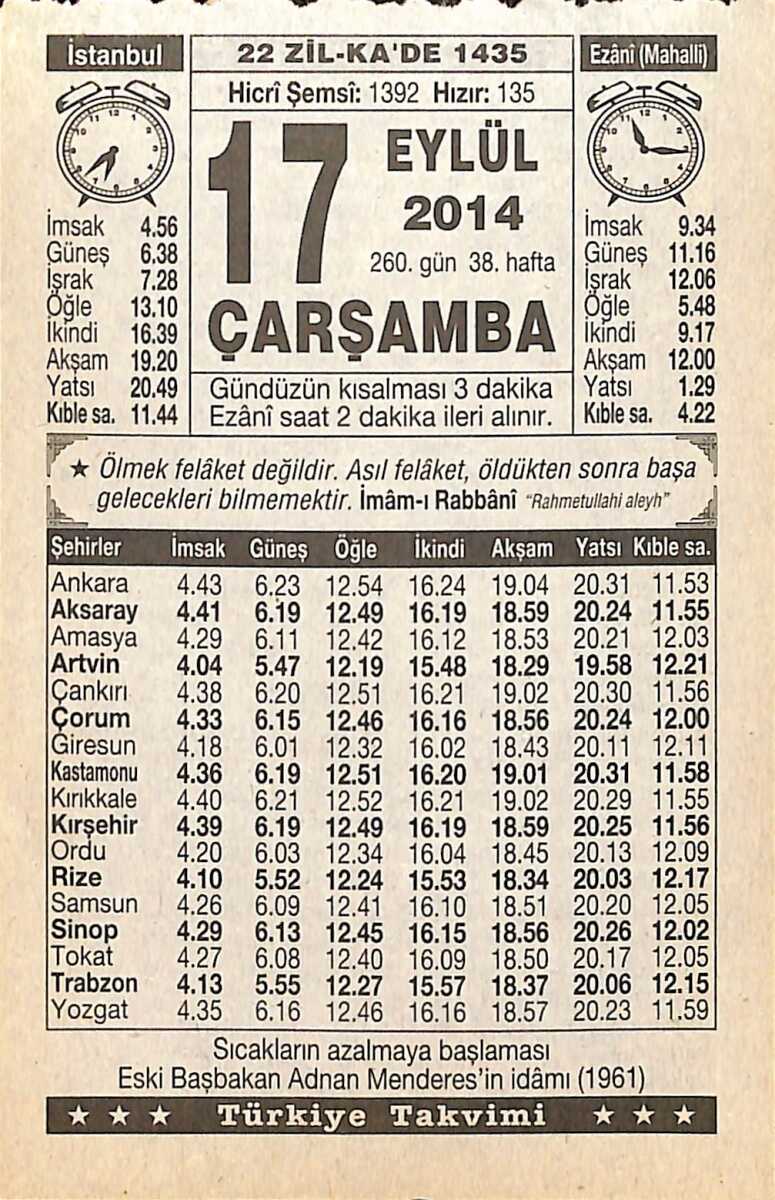 İstanbul
22 ZİL-KA'DE 1435
Ezânî (Mahallî)
Hicrî Şemsî: 1392 Hızır: 135
17
EYLÜL
2014
260. gün 38. hafta
ÇARŞAMBA
Gündüzün kısalması 3 dakika
Ezânî saat 2 dakika ileri alınır.
İmsak 4.56
Güneş 6.38
İşrak 7.28
Öğle 13.10
İkindi 16.39
Akşam 19.20
Yatsı 20.49
Kıble sa. 11.44
İmsak 9.34
Güneş 11.16
İşrak 12.06
Öğle 5.48
İkindi 9.17
Akşam 12.00
Yatsı 1.29
Kıble sa. 4.22
★ Ölmek felâket değildir. Asıl felâket, öldükten sonra başa
gelecekleri bilmemektir. İmâm-ı Rabbânî “Rahmetullahi aleyh”
Şehirler İmsak Güneş Öğle İkindi Akşam Yatsı Kıble sa.
Ankara 4.43 6.23 12.54 16.24 19.04 20.31 11.53
Aksaray 4.41 6.19 12.49 16.19 18.59 20.24 11.55
Amasya 4.29 6.11 12.42 16.12 18.53 20.21 12.03
Artvin 4.04 5.47 12.19 15.48 18.29 19.58 12.21
Çankırı 4.38 6.20 12.51 16.21 19.02 20.30 11.56
Çorum 4.33 6.15 12.46 16.16 18.56 20.24 12.00
Giresun 4.18 6.01 12.32 16.02 18.43 20.11 12.11
Kastamonu 4.36 6.19 12.51 16.20 19.01 20.31 11.58
Kırıkkale 4.40 6.21 12.52 16.21 19.02 20.29 11.55
Kırşehir 4.39 6.19 12.49 16.19 18.59 20.25 11.56
Ordu 4.20 6.03 12.34 16.04 18.45 20.13 12.09
Rize 4.10 5.52 12.24 15.53 18.34 20.03 12.17
Samsun 4.26 6.09 12.41 16.10 18.51 20.20 12.05
Sinop 4.29 6.13 12.45 16.15 18.56 20.26 12.02
Tokat 4.27 6.08 12.40 16.09 18.50 20.17 12.05
Trabzon 4.13 5.55 12.27 15.57 18.37 20.06 12.15
Yozgat 4.35 6.16 12.46 16.16 18.57 20.23 11.59
Sıcakların azalmaya başlaması
Eski Başbakan Adnan Menderes’in idâmı (1961)
★ ★ ★ Türkiye Takvimi ★ ★ ★